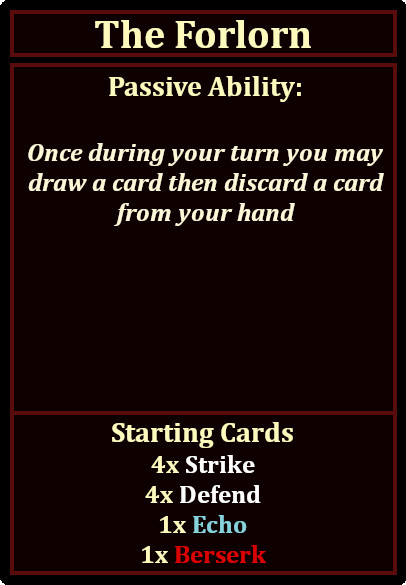 The Forlorn
Passive Ability:
Once during your turn you may
draw a card then discard a card
from your hand
Starting Cards
4x Strike
4x Defend
1x Echo
1x Berserk